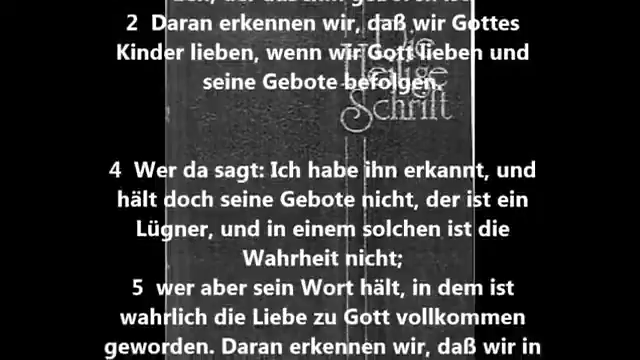 2 Daran erkennen wir, daß wir Gottes
Kinder lieben, wenn wir Gott lieben und
seine Gebote befolgen.
Die
Heilige
Schrift
4 Wer da sagt: Ich habe ihn erkannt, und
hält doch seine Gebote nicht, der ist ein
Lügner, und in einem solchen ist die
Wahrheit nicht;
5 wer aber sein Wort hält, in dem ist
wahrlich die Liebe zu Gott vollkommen
geworden. Daran erkennen wir, daß wir in